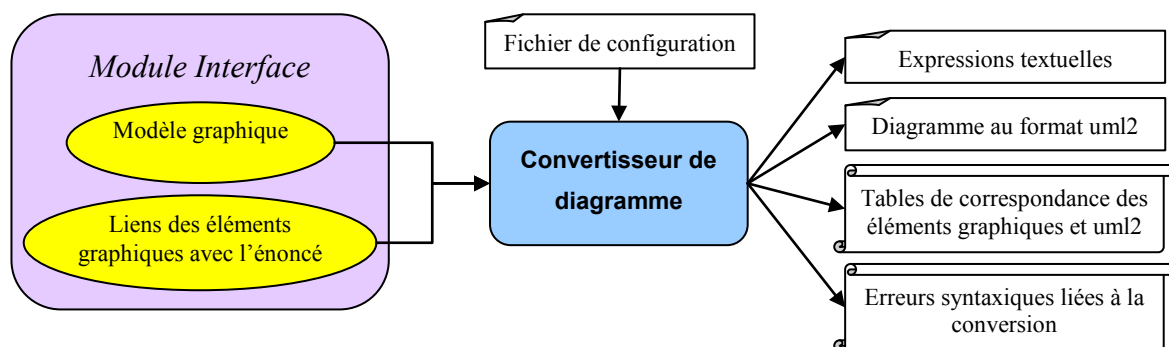 Module Interface
Modèle graphique
Liens des éléments
graphiques avec l'énoncé
Fichier de configuration
Convertisseur de
diagramme
Expressions textuelles
Diagramme au format uml2
Tables de correspondance des
éléments graphiques et uml2
Erreurs syntaxiques liées à la
conversion